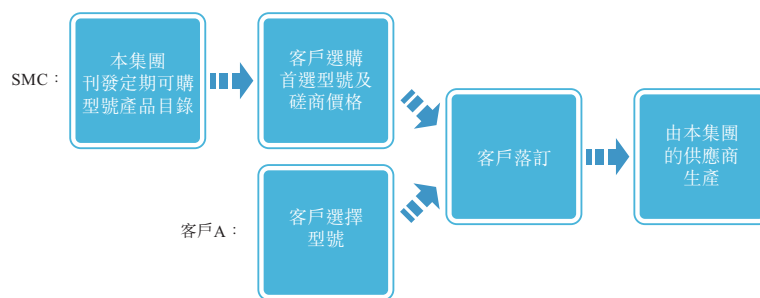 SMC：
本集團
刊發定期可購
型號產品目錄
客戶選購
首選型號及
磋商價格
客戶A：
客戶選擇
型號
客戶落訂
由本集團
的供應商
生產